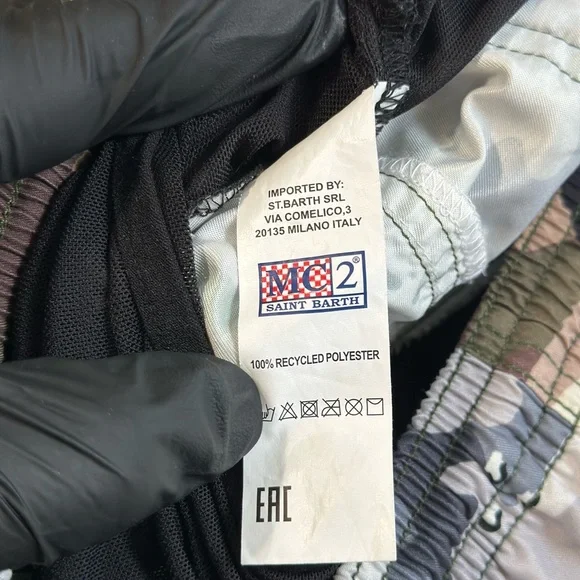 IMPORTED BY:
ST.BARTH SRL
VIA COMELICO,3
20135 MILANO ITALY
MC2®
SAINT BARTH
100% RECYCLED POLYESTER
EAC